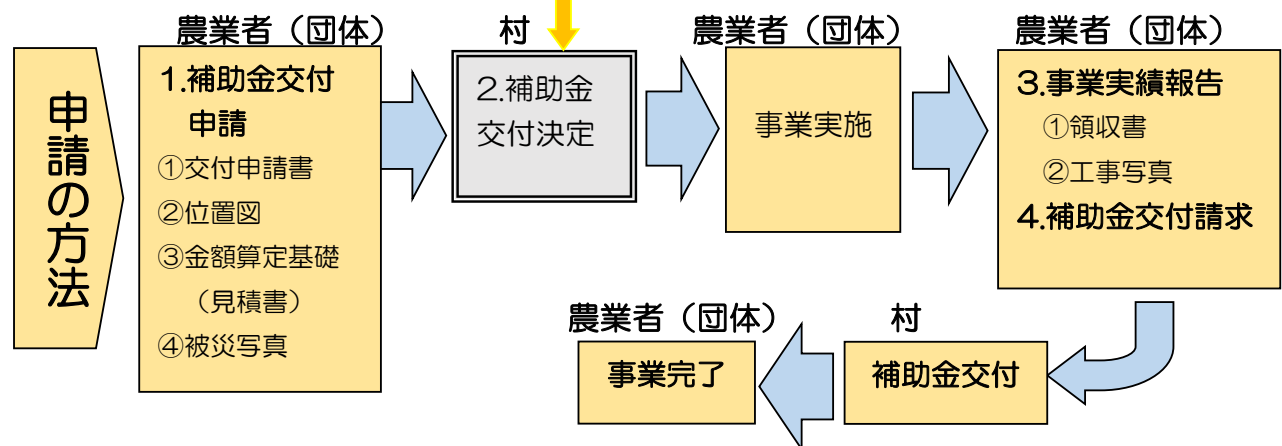 申請の方法
農業者（団体）
1.補助金交付
申請
①交付申請書
②位置図
③金額算定基礎
（見積書）
④被災写真
村
2.補助金
交付決定
農業者（団体）
事業実施
農業者（団体）
3.事業実績報告
①領収書
②工事写真
4.補助金交付請求
村
補助金交付
農業者（団体）
事業完了